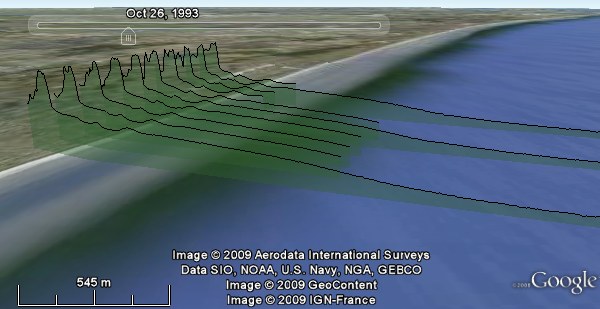 Oct 26, 1993
Image © 2009 Aerodata International Surveys
Data SIO, NOAA, U.S. Navy, NGA, GEBCO
Image © 2009 GeoContent
Image © 2009 IGN-France
545 m
© 2008 Google